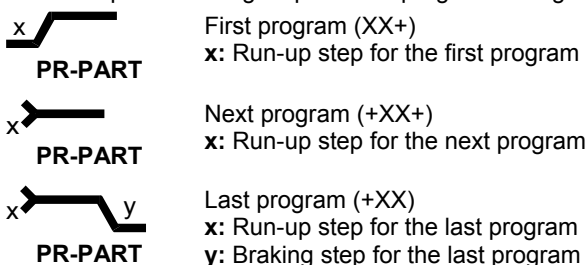 x
First program (XX+)
x: Run-up step for the first program
PR-PART
x
Next program (+XX+)
x: Run-up step for the next program
PR-PART
x
y
Last program (+XX)
x: Run-up step for the last program
PR-PART
y: Braking step for the last program